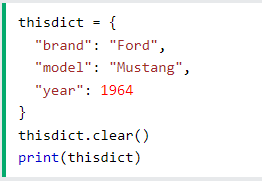 thisdict = {
  "brand": "Ford",
  "model": "Mustang",
  "year": 1964
}
thisdict.clear()
print(thisdict)